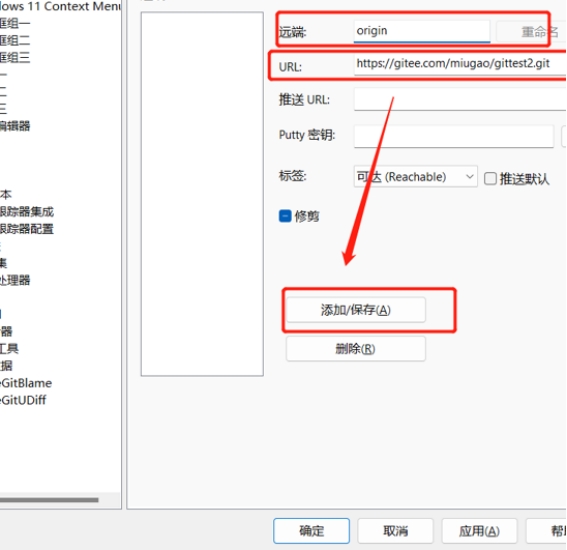 ows 11 Context Menu
框组一
框组二
框组三
一
二
三
编辑器
本
跟踪器集成
跟踪器配置
集
处理器
器
工具
据
eGitBlame
eGitUDiff
远端:
origin
重命名
URL:
https://gitee.com/miugao/gittest2.git
推送 URL:
Putty 密钥:
标签:
可达 (Reachable)
推送默认
修剪
添加/保存(A)
删除(R)
确定
取消
应用(A)
帮